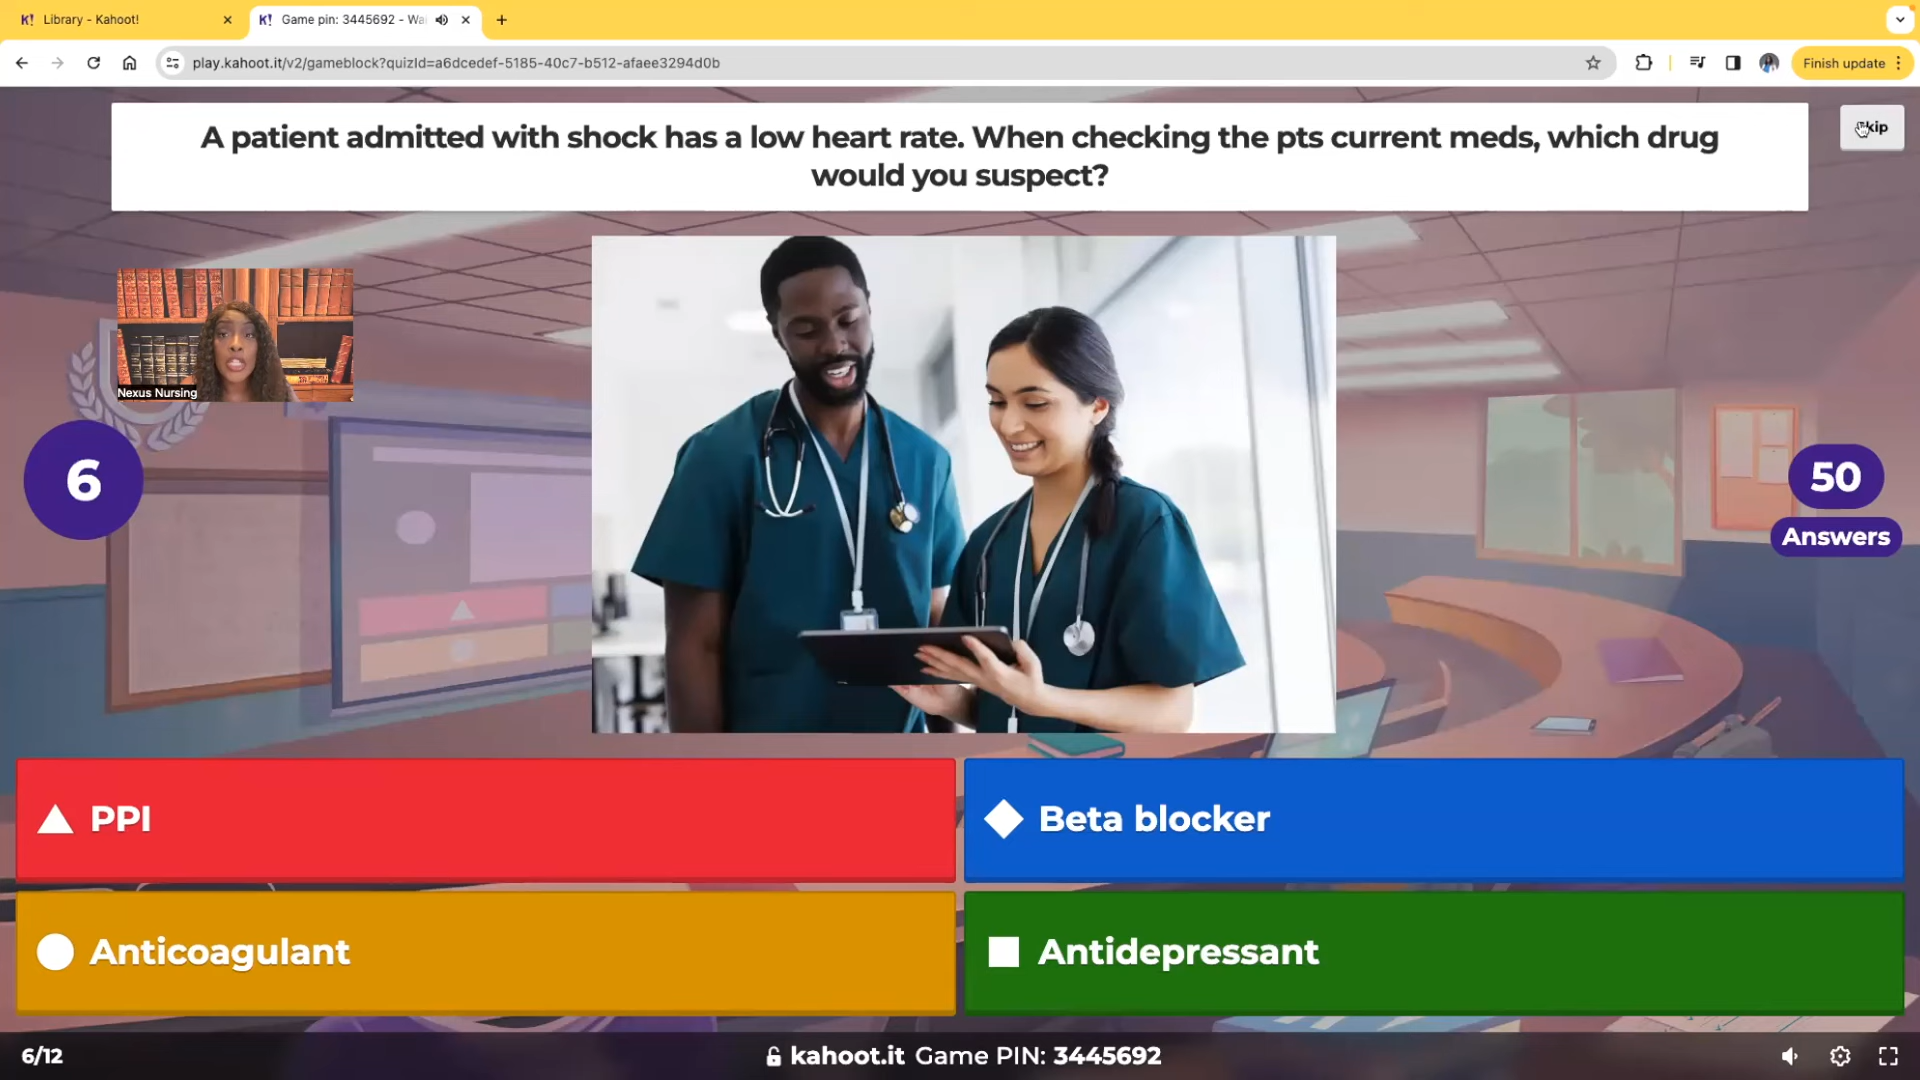 Library - Kahoot!
Game pin: 3445692 - Wai
play.kahoot.it/v2/gameblock?quizId=a6dcedef-5185-40c7-b512-afaee3294d0b
Finish update
A patient admitted with shock has a low heart rate. When checking the pts current meds, which drug
would you suspect?
Nexus Nursing
6
50
Answers
PPI
Beta blocker
Anticoagulant
Antidepressant
6/12
kahoot.it Game PIN: 3445692